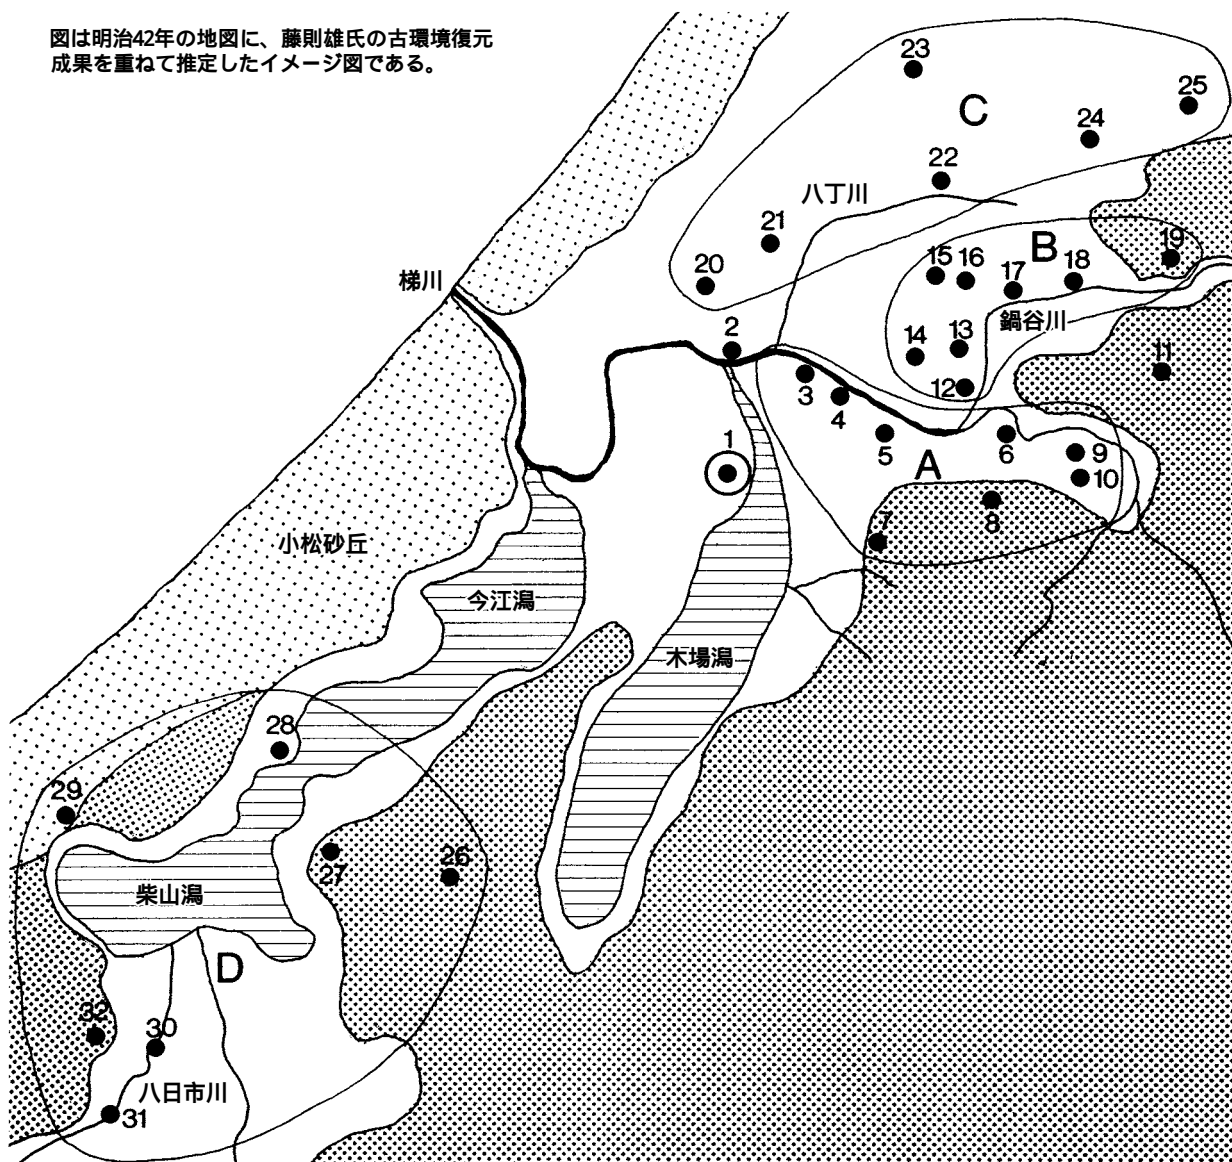 図は明治42年の地図に、藤則雄氏の古環境復元
成果を重ねて推定したイメージ図である。
23
25
C
24
22
八丁川
21
19
B
15
16
18
17
20
梯川
鍋谷川
2
13
14
11
12
3
4
1
5
A
6
9
10
7
8
小松砂丘
今江潟
木場潟
28
29
27
26
柴山潟
D
32
30
八日市川
31